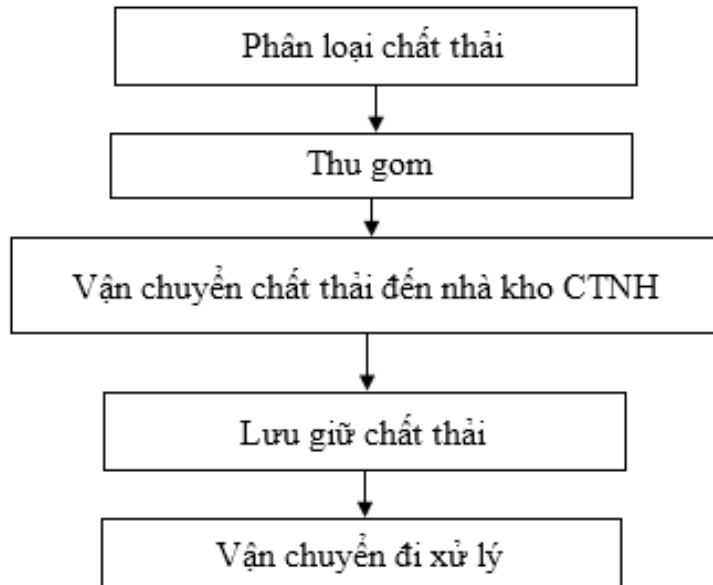 Phân loại chất thải
Thu gom
Vận chuyển chất thải đến nhà kho CTNH
Lưu giữ chất thải
Vận chuyển đi xử lý